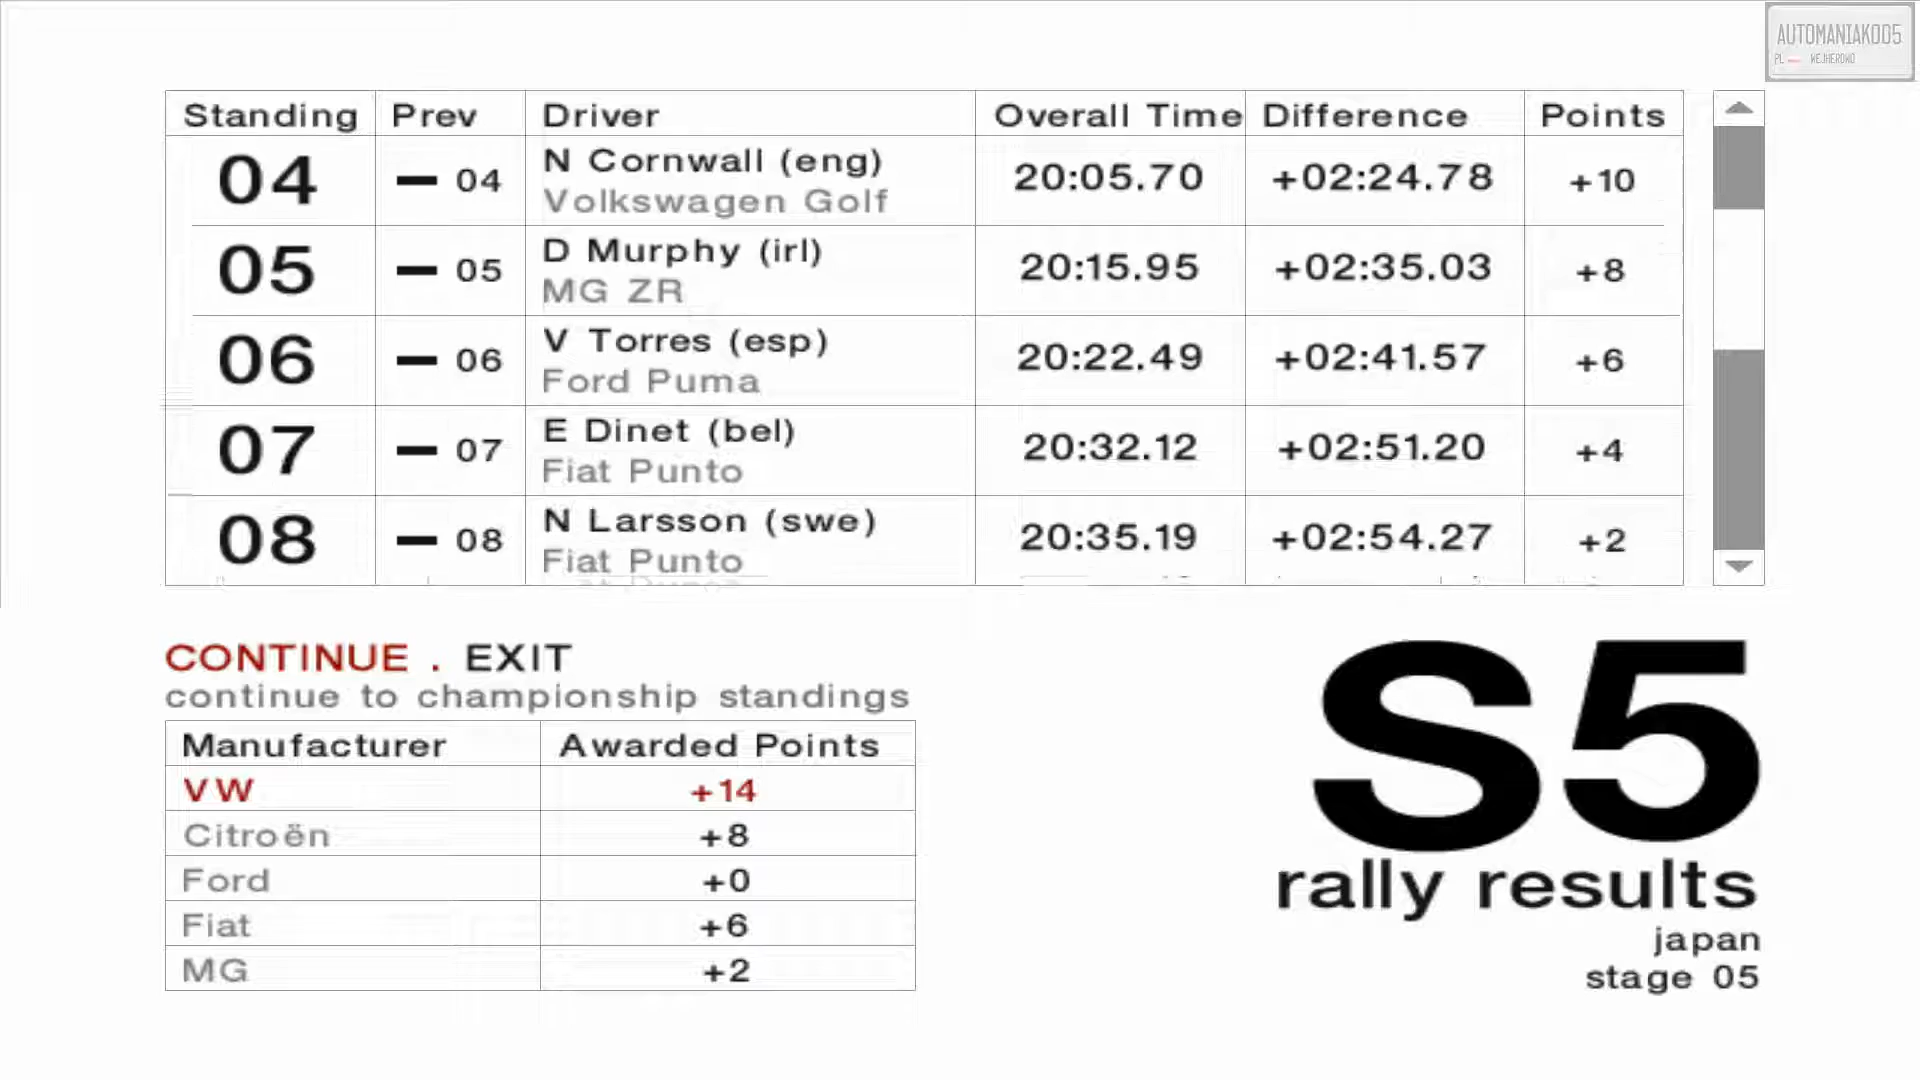 AUTOMANIAK005
PL WEJHEROWO
Standing Prev Driver Overall Time Difference Points
04 — 04 N Cornwall (eng) 20:05.70 +02:24.78 +10
Volkswagen Golf
05 — 05 D Murphy (irl) 20:15.95 +02:35.03 +8
MG ZR
06 — 06 V Torres (esp) 20:22.49 +02:41.57 +6
Ford Puma
07 — 07 E Dinet (bel) 20:32.12 +02:51.20 +4
Fiat Punto
08 — 08 N Larsson (swe) 20:35.19 +02:54.27 +2
Fiat Punto
CONTINUE . EXIT
continue to championship standings
Manufacturer Awarded Points
VW +14
Citroën +8
Ford +0
Fiat +6
MG +2
S5
rally results
japan
stage 05